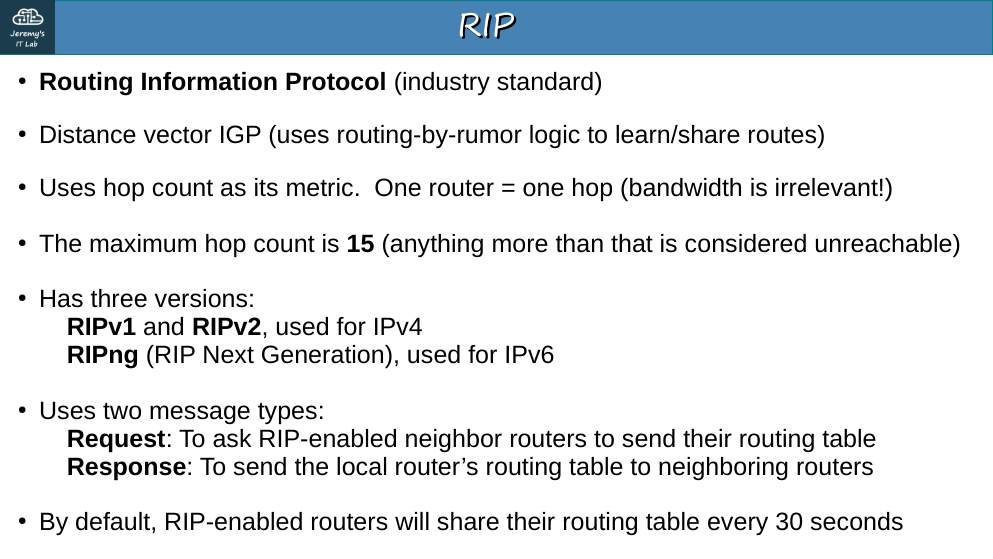 Jeremy's
IT Lab
RIP
• Routing Information Protocol (industry standard)
• Distance vector IGP (uses routing-by-rumor logic to learn/share routes)
• Uses hop count as its metric.  One router = one hop (bandwidth is irrelevant!)
• The maximum hop count is 15 (anything more than that is considered unreachable)
• Has three versions:
RIPv1 and RIPv2, used for IPv4
RIPng (RIP Next Generation), used for IPv6
• Uses two message types:
Request: To ask RIP-enabled neighbor routers to send their routing table
Response: To send the local router’s routing table to neighboring routers
• By default, RIP-enabled routers will share their routing table every 30 seconds